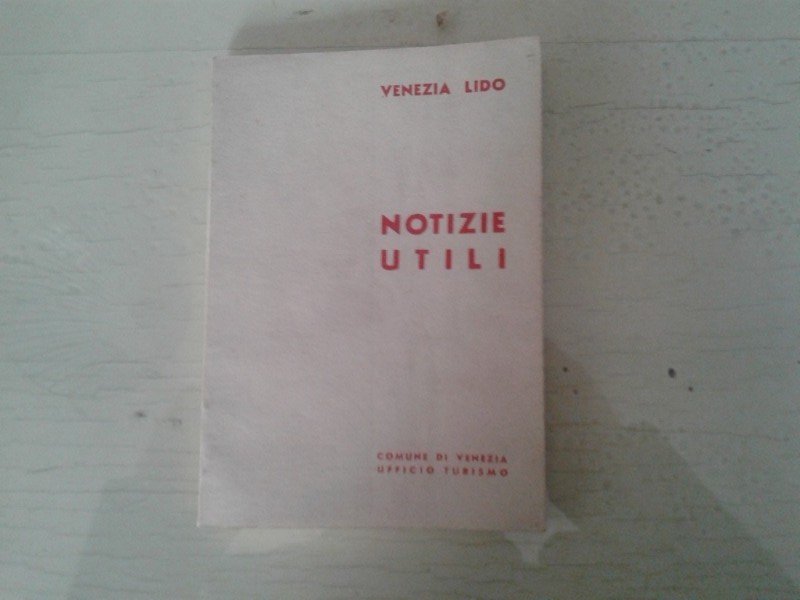 VENEZIA LIDO
NOTIZIE
UTILI
COMUNE DI VENEZIA
UFFICIO TURISMO